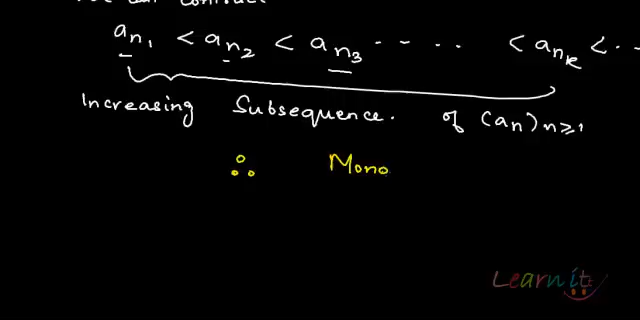 a_{n_1} < a_{n_2} < a_{n_3} ..... < a_{n_k} < ..
Increasing Subsequence. of (a_n)_{n≥1}
∴ Mono
Learnit